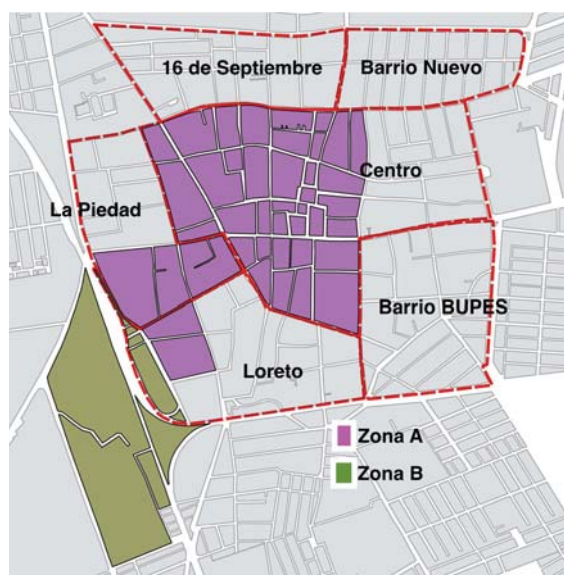 16 de Septiembre
Barrio Nuevo
Centro
La Piedad
Barrio BUPES
Loreto
Zona A
Zona B